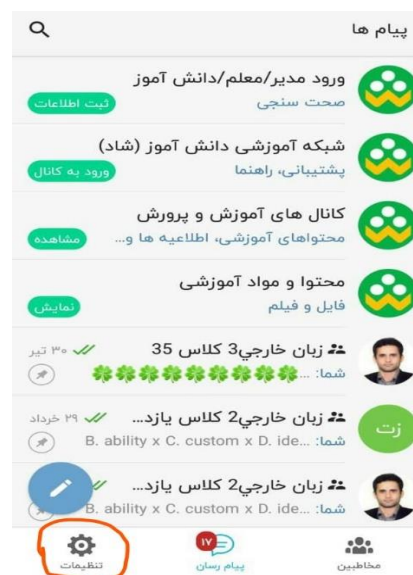 پیام ها
ورود مدیر/معلم/دانش آموز
صحت سنجی
ثبت اطلاعات
شبکه آموزشی دانش آموز (شاد)
پشتیبانی، راهنما
ورود به کانال
کانال های آموزش و پرورش
محتواهای آموزشی، اطلاعیه ها و...
مشاهده
محتوا و مواد آموزشی
فایل و فیلم
نمایش
زبان خارجي3 کلاس 35
۳۰ تیر
شما: ...
زت
زبان خارجي2 کلاس یازد...
۲۹ خرداد
شما: B. ability x C. custom x D. ide...
زبان خارجي2 کلاس یازد...
شما: B. ability x C. custom x D. ide...
مخاطبین
۱۷
پیام رسان
تنظیمات